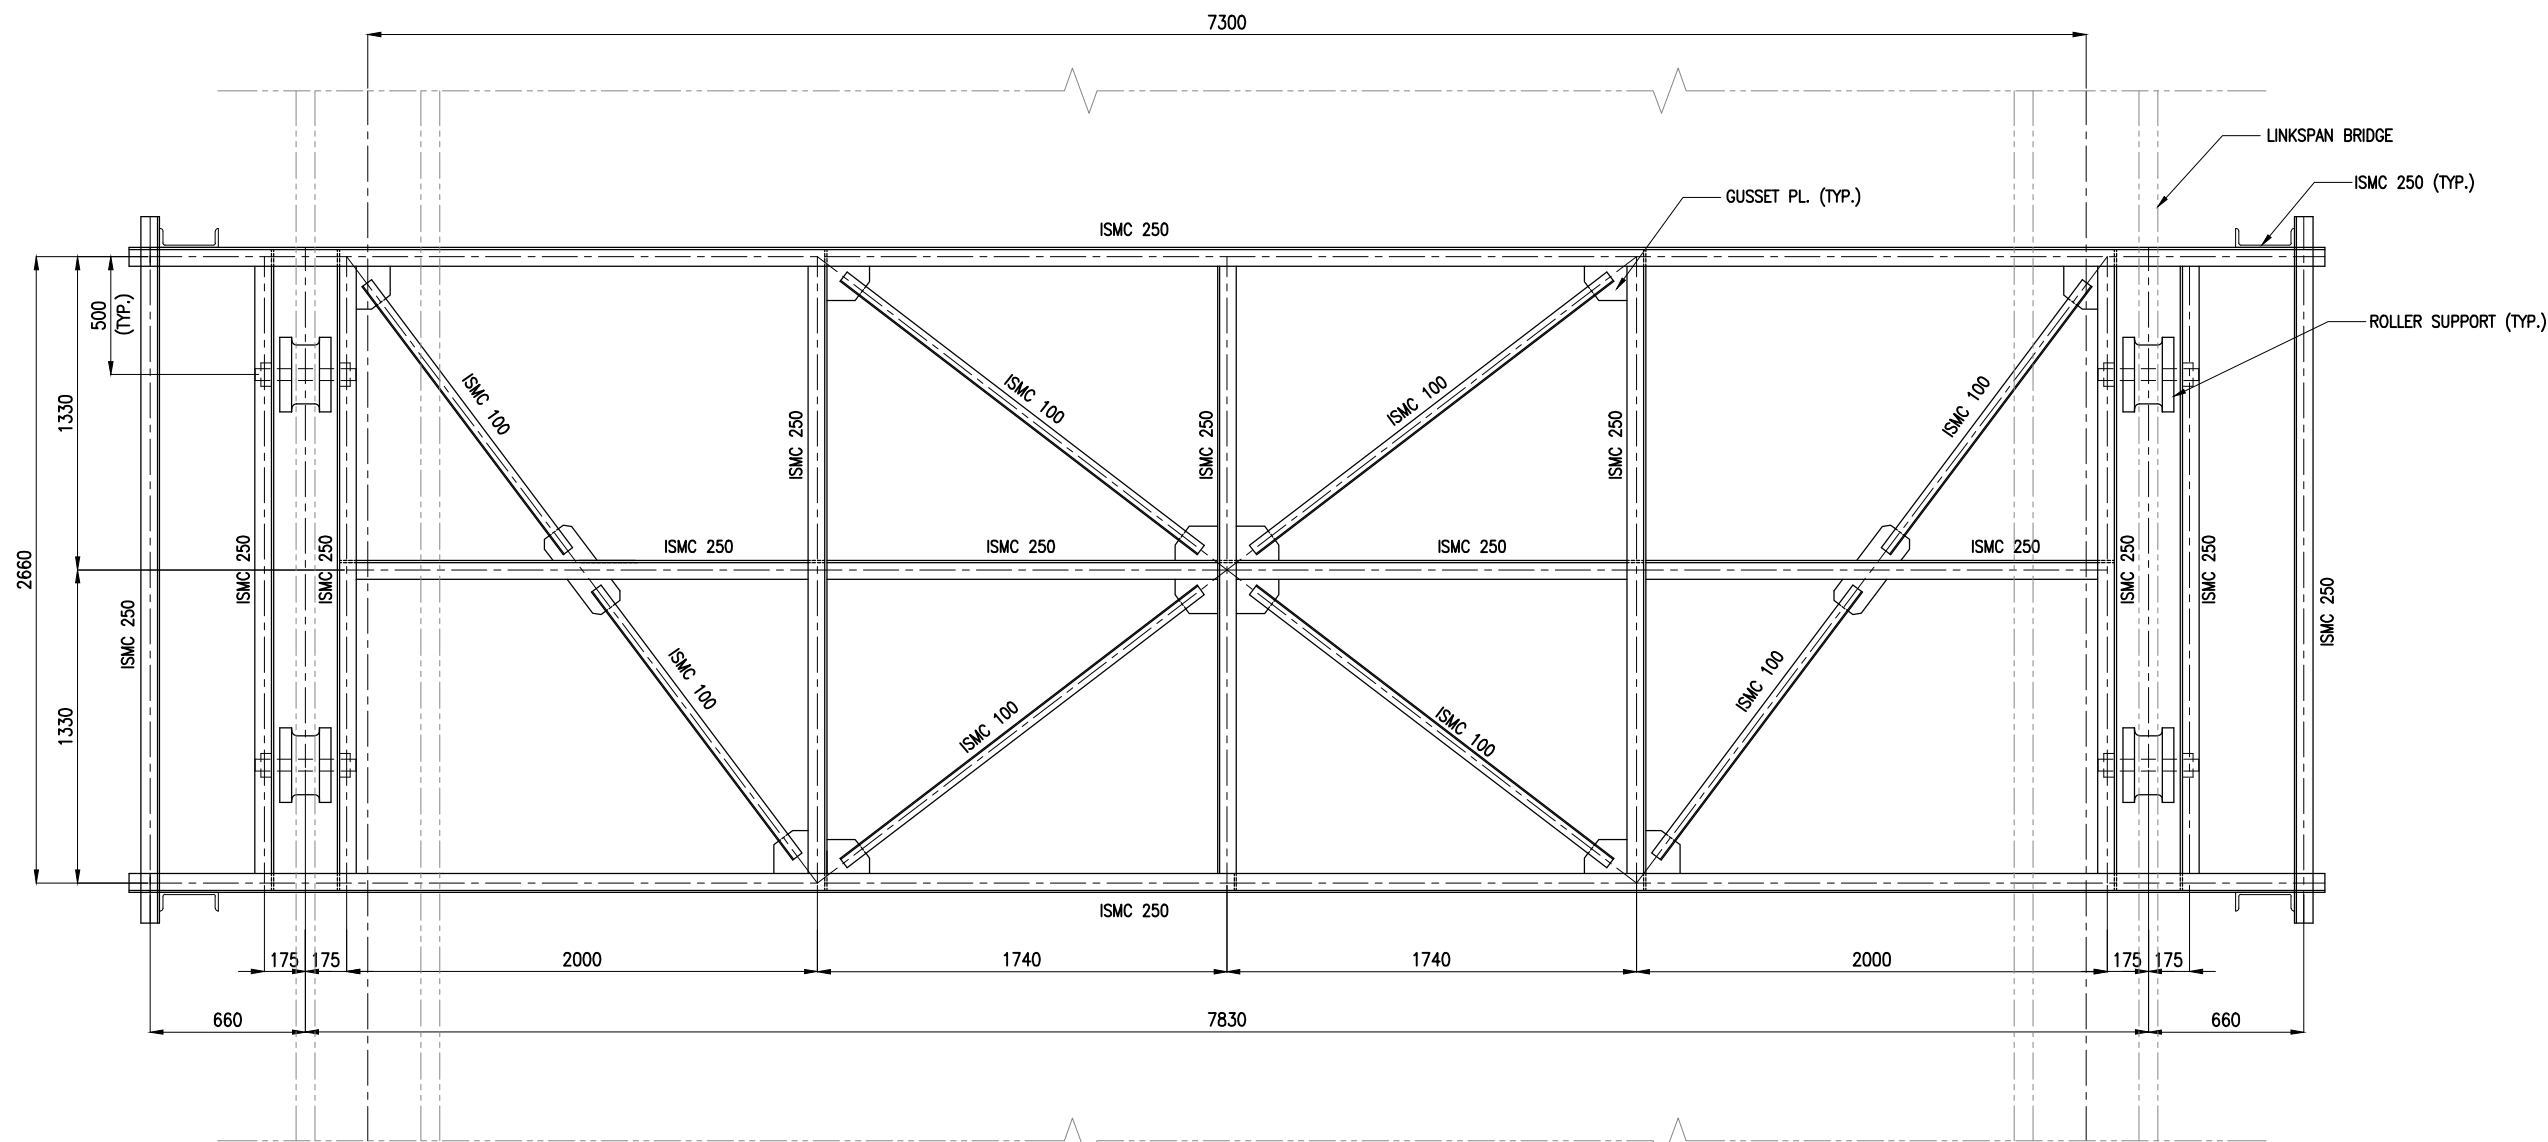 7300
LINKSPAN BRIDGE
ISMC 250 (TYP.)
GUSSET PL. (TYP.)
ISMC 250
ROLLER SUPPORT (TYP.)
500
(TYP.)
1330
2660
1330
ISMC 100
ISMC 100
ISMC 100
ISMC 100
ISMC 250
ISMC 250
ISMC 250
ISMC 250
ISMC 250
ISMC 250
ISMC 250
ISMC 250
ISMC 250
ISMC 250
ISMC 250
ISMC 250
ISMC 250
ISMC 100
ISMC 100
ISMC 100
ISMC 100
ISMC 250
175
175
2000
1740
1740
2000
175
175
660
7830
660